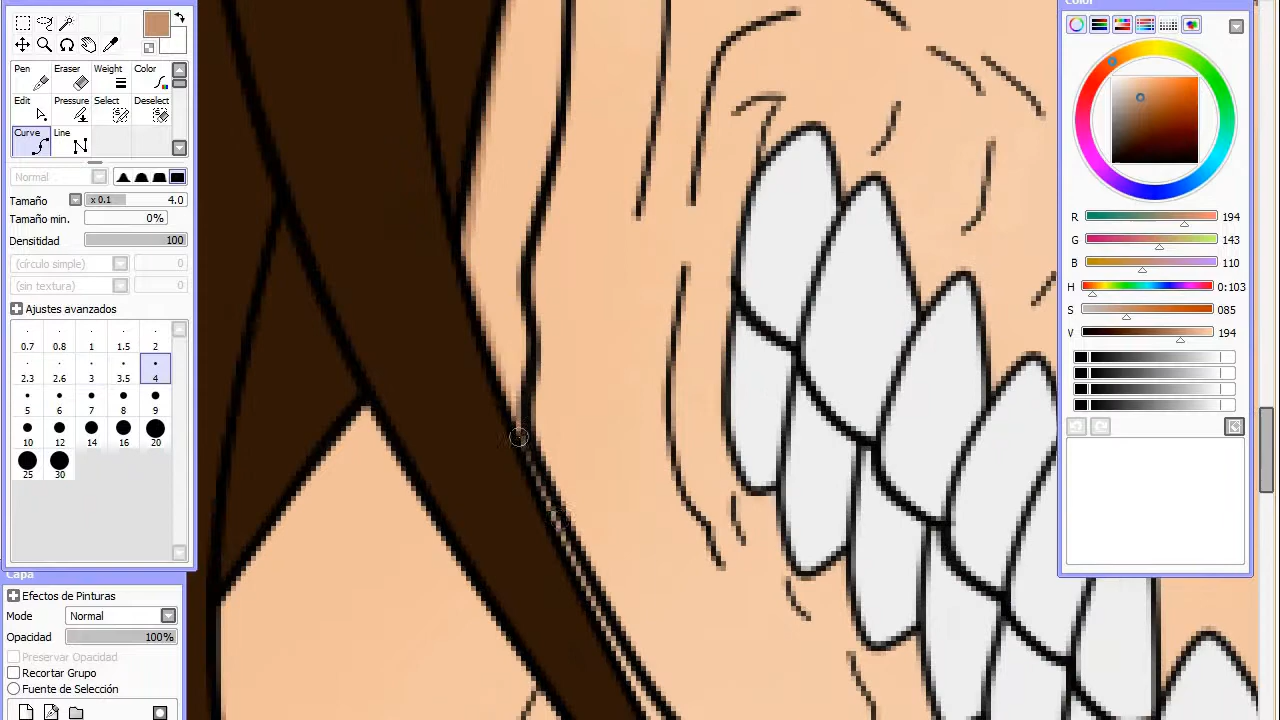 Color
Pen Eraser Weight Color
Edit Pressure Select Deselect
Curve Line
Normal
Tamaño x 0.1 4.0
Tamaño min. 0%
Densitidad 100
(círculo simple) 0
(sin textura) 0
Ajustes avanzados
0.7 1 1.5 2
2.3 2.6 3 3.5 4
5 6 7 8 9
10 12 14 16 20
25 30
Capa
Efectos de Pinturas
Mode Normal
Opacidad 100%
Preservar Opacidad
Recortar Grupo
Fuente de Selección
R 194
G 143
B 110
H 0:103
S 085
V 194